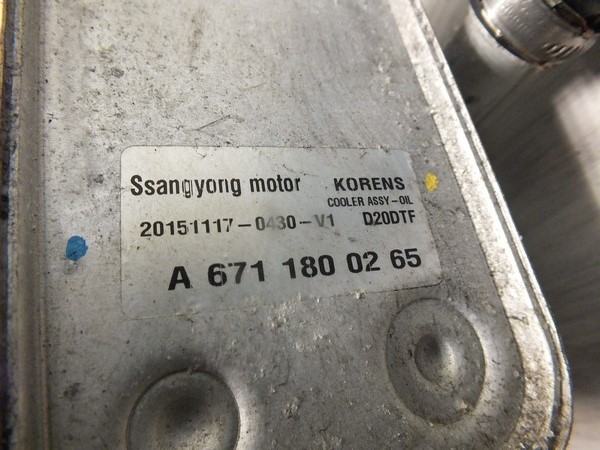 Ssangyong motor KORENS
COOLER ASSY-OIL
20151117-0430-V1 D20DTF
A 671 180 02 65